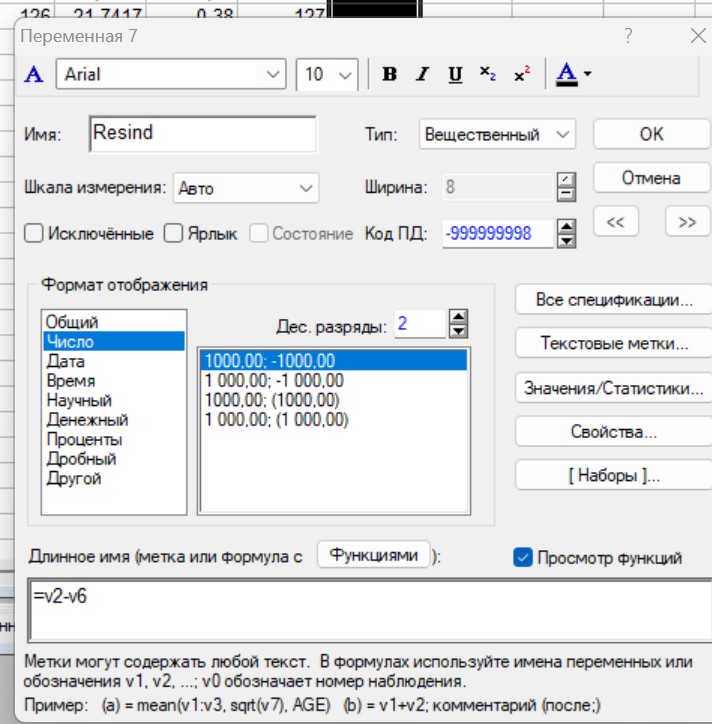 126 21,7417 0,38 127
Переменная 7 ?
A Arial 10 B I U x₂ x² A
Имя: Resind Тип: Вещественный OK
Шкала измерения: Авто Ширина: 8 Отмена
Исключённые Ярлык Состояние Код ПД: -999999998 << >>
Формат отображения
Все спецификации...
Общий
Дес. разряды: 2
Число
Текстовые метки...
Дата
1000,00; -1000,00
Время
1 000,00; -1 000,00
Значения/Статистики...
Научный
1000,00; (1000,00)
Денежный
1 000,00; (1 000,00)
Свойства...
Проценты
Дробный
Другой
[ Наборы ]...
Длинное имя (метка или формула с Функциями ): Просмотр функций
=v2-v6
Метки могут содержать любой текст. В формулах используйте имена переменных или
обозначения v1, v2, ...; v0 обозначает номер наблюдения.
Пример: (a) = mean(v1:v3, sqrt(v7), AGE) (b) = v1+v2; комментарий (после;)